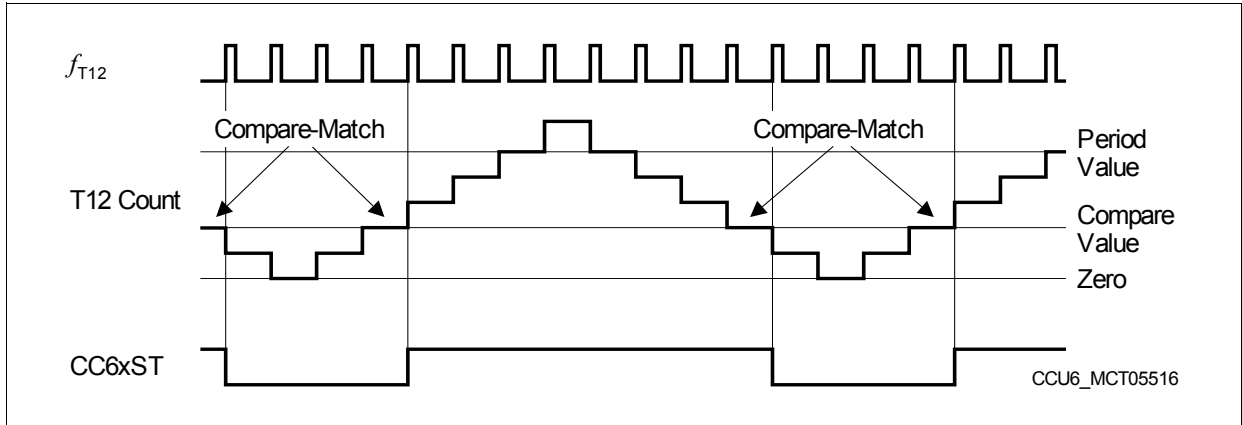 fT12
Compare-Match
Compare-Match
Period
Value
T12 Count
Compare
Value
Zero
CC6xST
CCU6_MCT05516